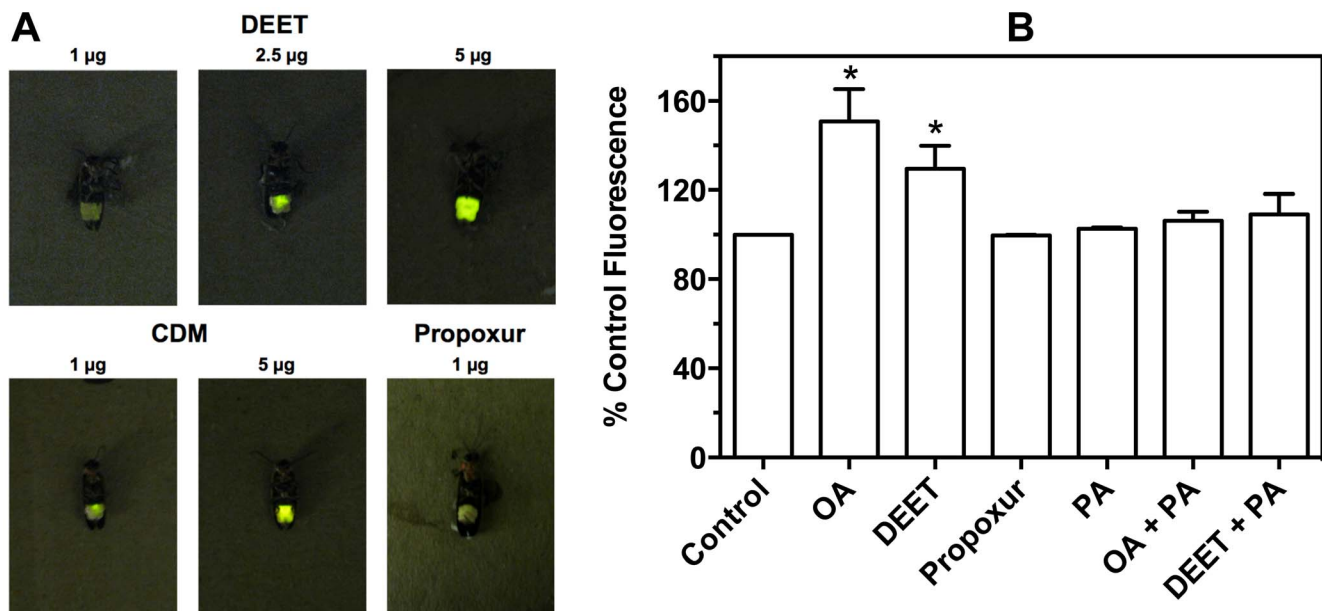 A
DEET
1 µg
2.5 µg
5 µg
CDM
Propoxur
1 µg
5 µg
1 µg
B
% Control Fluorescence
160
120
80
40
0
*
*
Control
OA
DEET
Propoxur
PA
OA + PA
DEET + PA